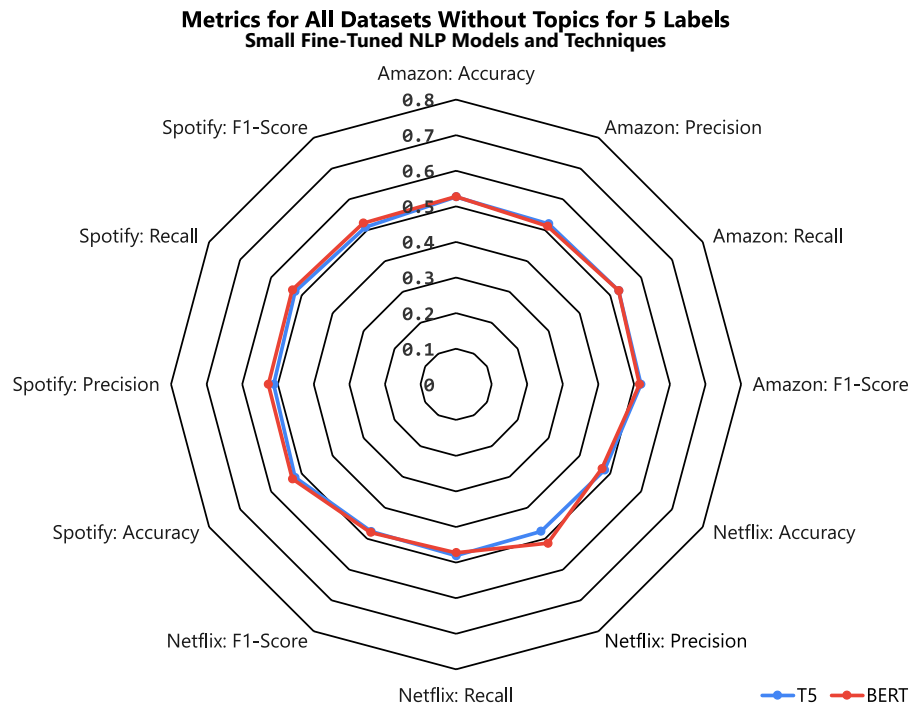 Metrics for All Datasets Without Topics for 5 Labels
Small Fine-Tuned NLP Models and Techniques
Amazon: Accuracy
0.8
Spotify: F1-Score
Amazon: Precision
0.7
0.6
0.5
Spotify: Recall
Amazon: Recall
0.4
0.3
0.2
0.1
Spotify: Precision
0
Amazon: F1-Score
Spotify: Accuracy
Netflix: Accuracy
Netflix: F1-Score
Netflix: Precision
Netflix: Recall
T5
BERT